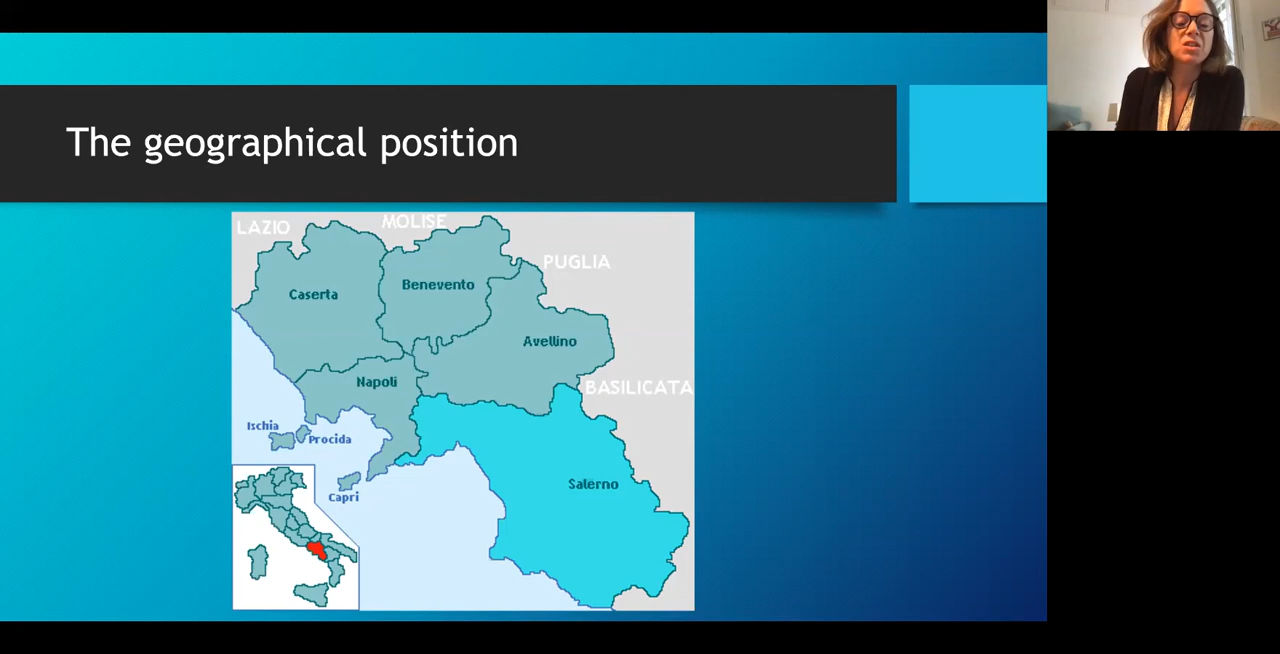 The geographical position
LAZIO
MOLISE
PUGLIA
Benevento
Caserta
Avellino
Napoli
BASILICATA
Ischia
Procida
Salerno
Capri